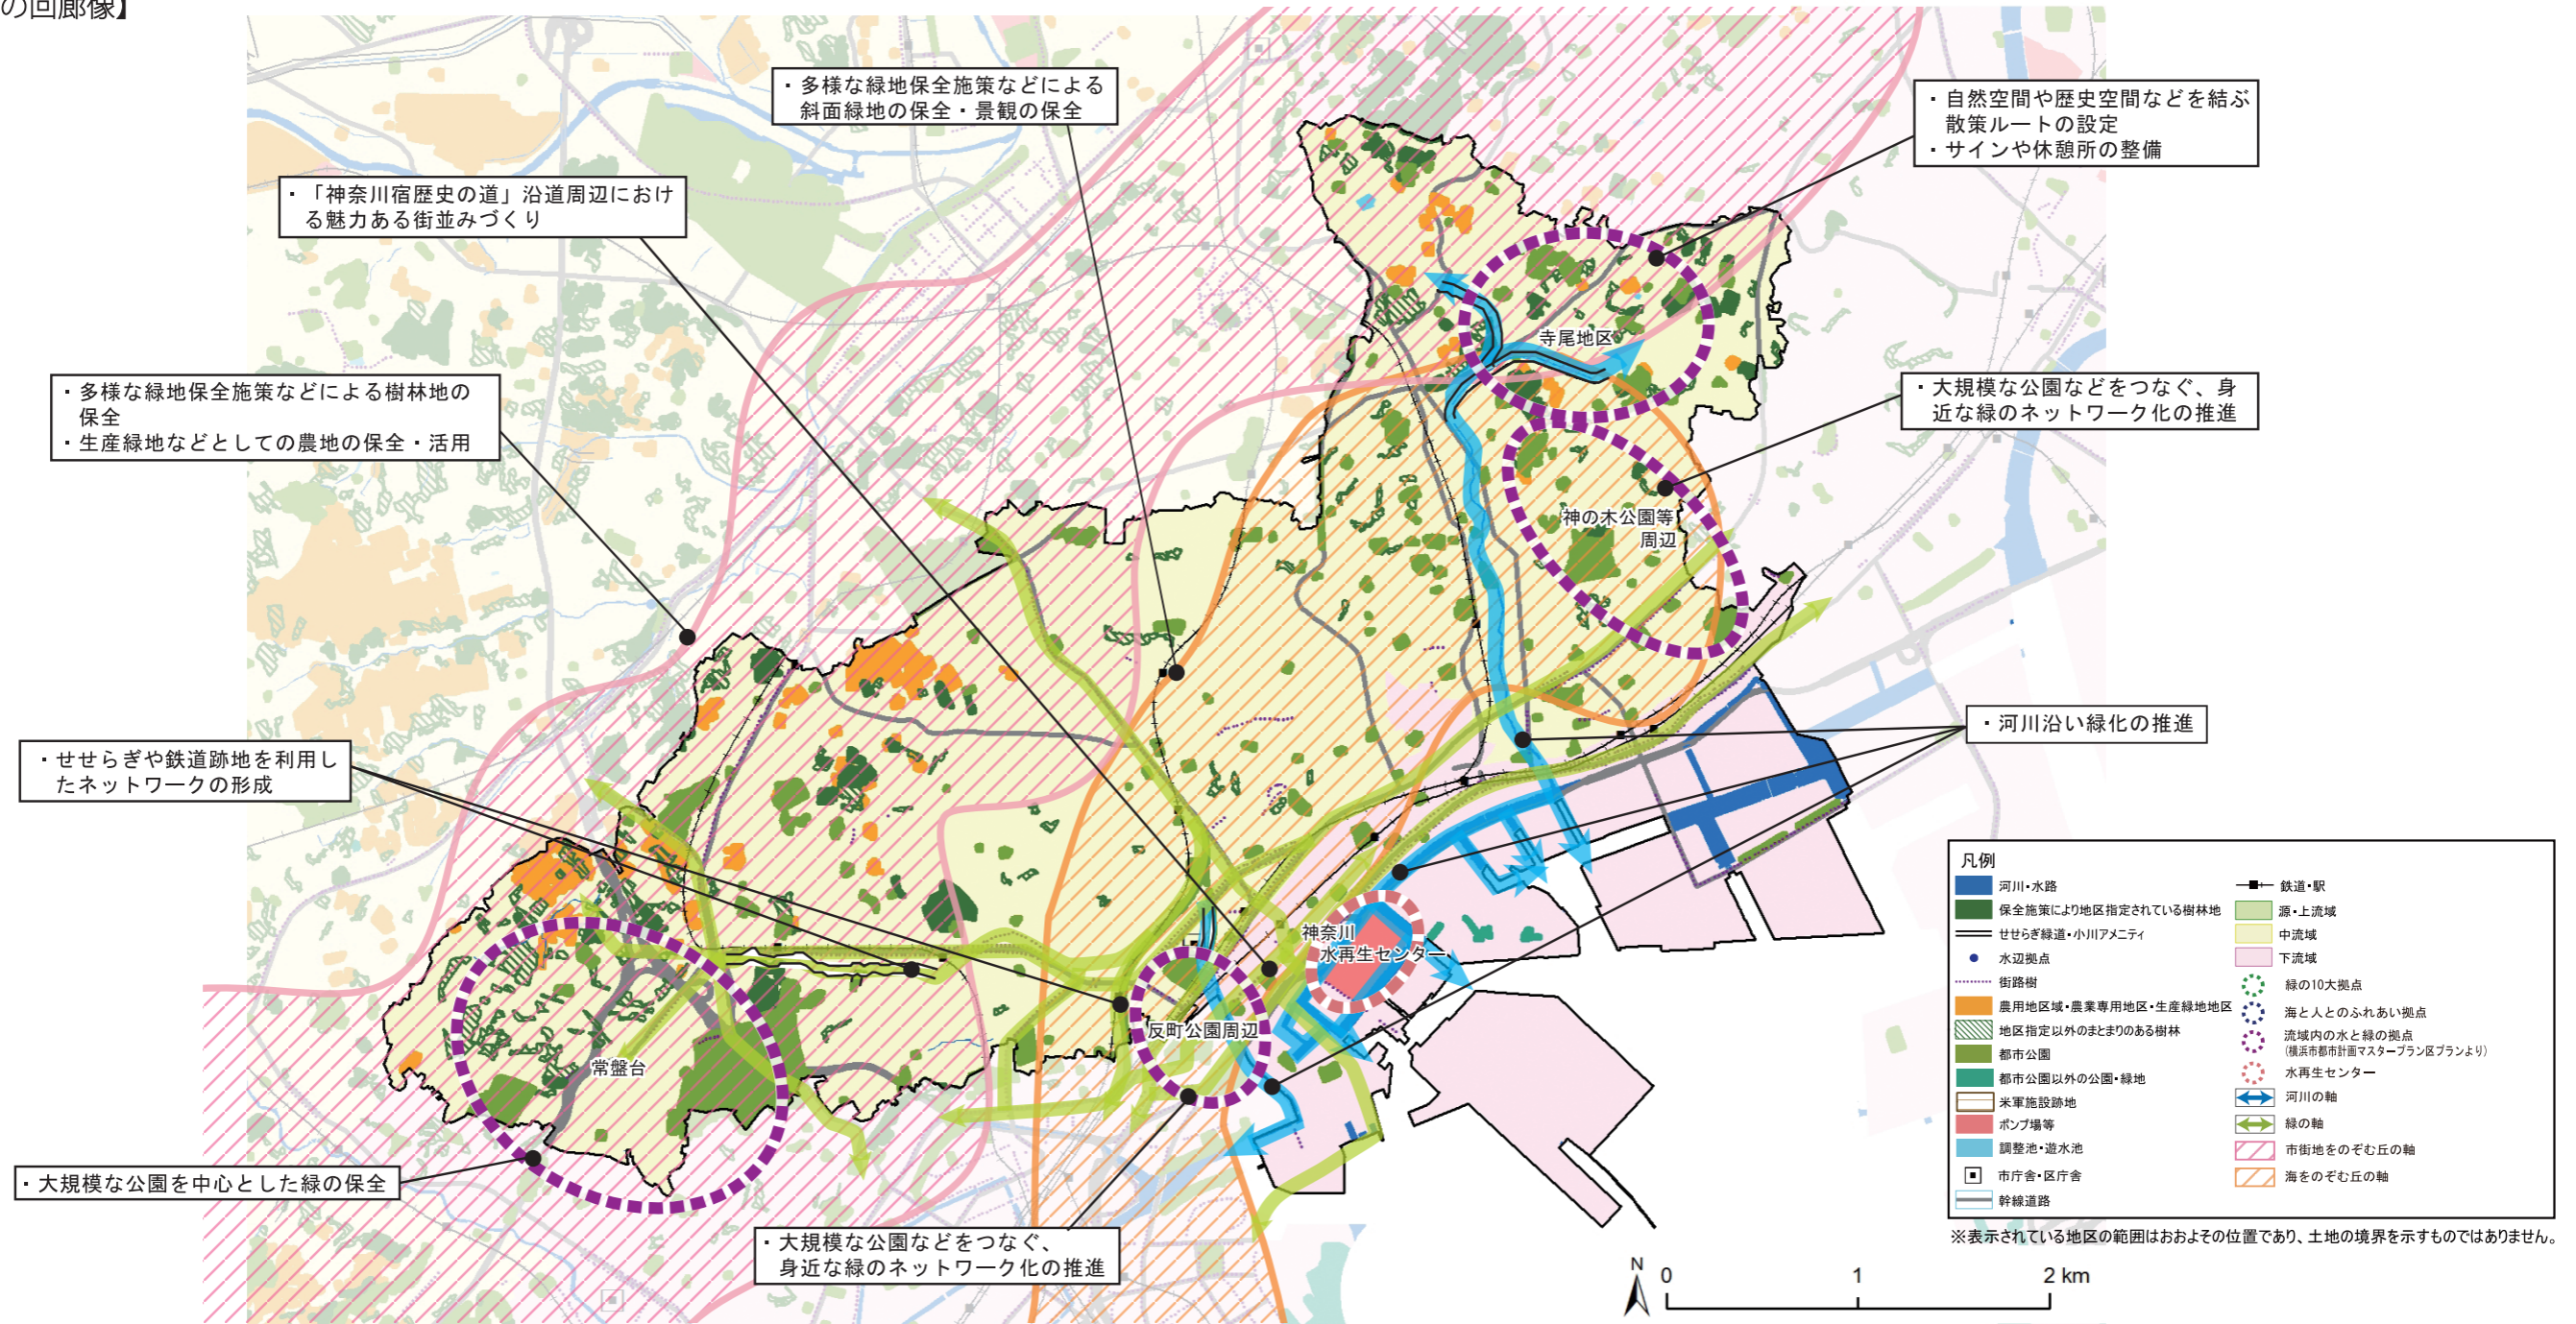 の回廊像】
・多様な緑地保全施策などによる
斜面緑地の保全・景観の保全
・自然空間や歴史空間などを結ぶ
散策ルートの設定
・サインや休憩所の整備
・「神奈川宿歴史の道」沿道周辺におけ
る魅力ある街並みづくり
・多様な緑地保全施策などによる樹林地の
保全
・生産緑地などとしての農地の保全・活用
・大規模な公園などをつなぐ、身
近な緑のネットワーク化の推進
寺尾地区
神の木公園等
周辺
・せせらぎや鉄道跡地を利用し
たネットワークの形成
・河川沿い緑化の推進
神奈川
水再生センター
反町公園周辺
常盤台
・大規模な公園を中心とした緑の保全
・大規模な公園などをつなぐ、
身近な緑のネットワーク化の推進
凡例
河川・水路
保全施策により地区指定されている樹林地
せせらぎ緑道・小川アメニティ
水辺拠点
街路樹
農用地区域・農業専用地区・生産緑地地区
地区指定以外のまとまりのある樹林
都市公園
都市公園以外の公園・緑地
米軍施設跡地
ポンプ場等
調整池・遊水池
市庁舎・区庁舎
幹線道路
鉄道・駅
源・上流域
中流域
下流域
緑の10大拠点
海と人とのふれあい拠点
流域内の水と緑の拠点
(横浜市都市計画マスタープラン区プランより)
水再生センター
河川の軸
緑の軸
市街地をのぞむ丘の軸
海をのぞむ丘の軸
※表示されている地区の範囲はおおよその位置であり、土地の境界を示すものではありません。
N
0 1 2 km